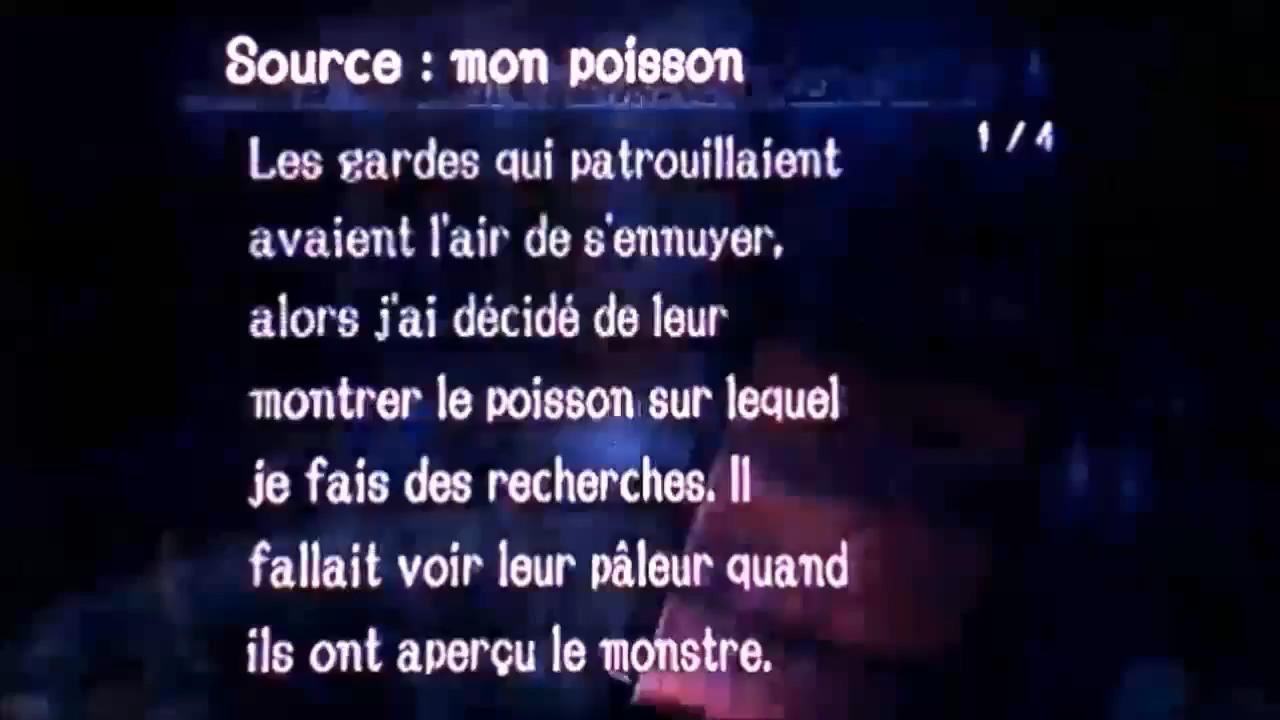 Source : mon poisson
1 / 4
Les gardes qui patrouillaient
avaient l'air de s'ennuyer,
alors j'ai décidé de leur
montrer le poisson sur lequel
je fais des recherches. Il
fallait voir leur pâleur quand
ils ont aperçu le monstre.